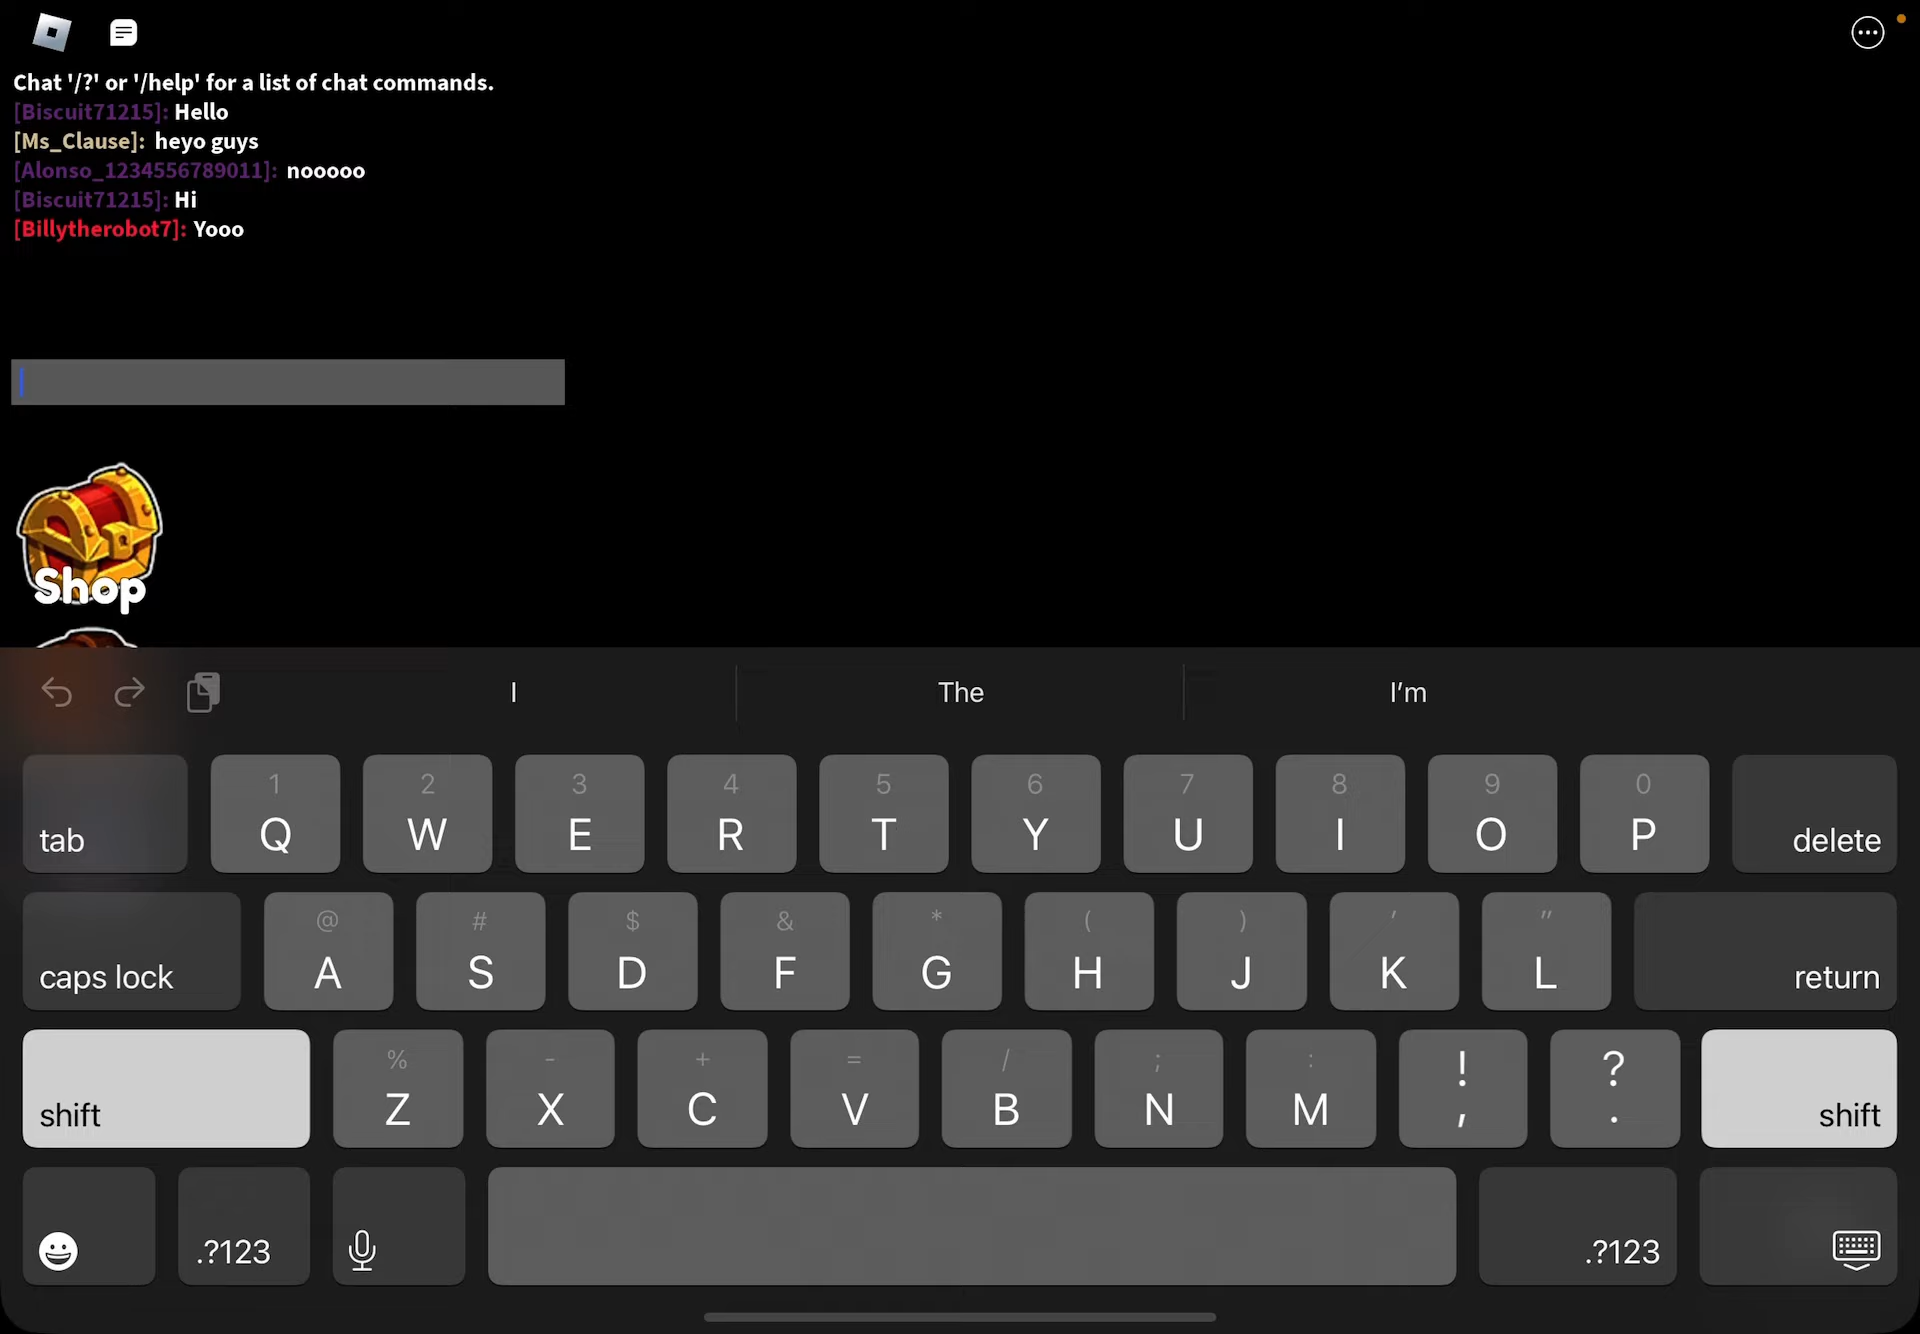 Chat '/?' or '/help' for a list of chat commands.
[Biscuit71215]: Hello
[Ms_Clause]: heyo guys
[Alonso_1234556789011]: nooooo
[Biscuit71215]: Hi
[Billytherobot7]: Yooo
Shop
I The I'm
tab 1 Q 2 W 3 E 4 R 5 T 6 Y 7 U 8 I 9 O 0 P delete
caps lock @ A # S $ D & F * G ( H ) J ' K " L return
shift % Z - X + C = V / B ; N : M ! , ? . shift
.?123 .?123